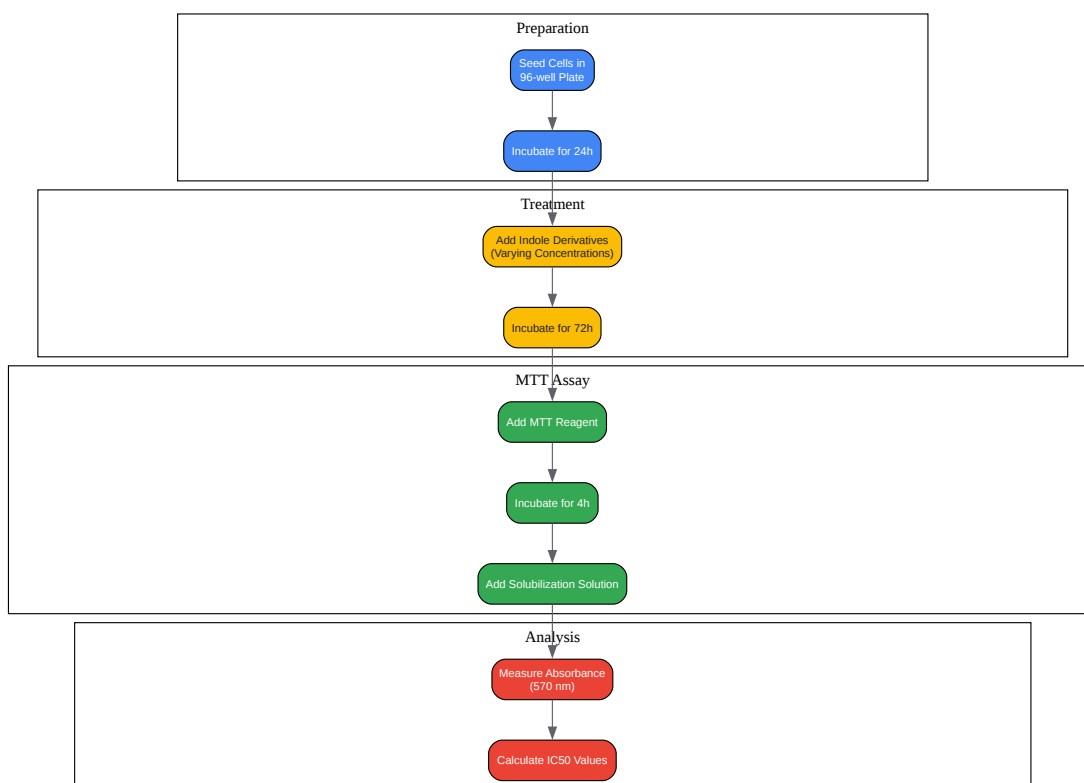 Preparation
Seed Cells in
96-well Plate
Incubate for 24h
Treatment
Add Indole Derivatives
(Varying Concentrations)
Incubate for 72h
MTT Assay
Add MTT Reagent
Incubate for 4h
Add Solubilization Solution
Analysis
Measure Absorbance
(570 nm)
Calculate IC50 Values